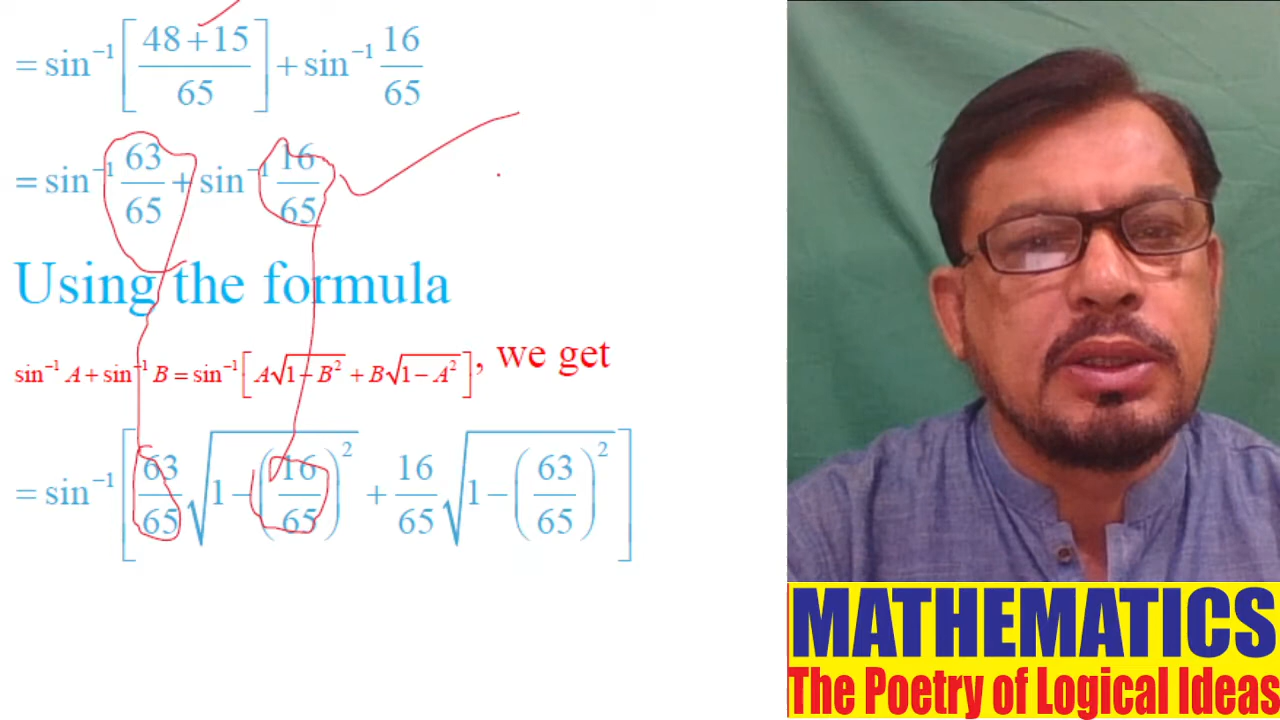 = sin⁻¹ [ (48 + 15)/65 ] + sin⁻¹ 16/65
= sin⁻¹ 63/65 + sin⁻¹ 16/65
Using the formula
sin⁻¹ A + sin⁻¹ B = sin⁻¹ [ A√(1 − B²) + B√(1 − A²) ], we get
= sin⁻¹ [ 63/65 √(1 − (16/65)²) + 16/65 √(1 − (63/65)²) ]
MATHEMATICS
The Poetry of Logical Ideas